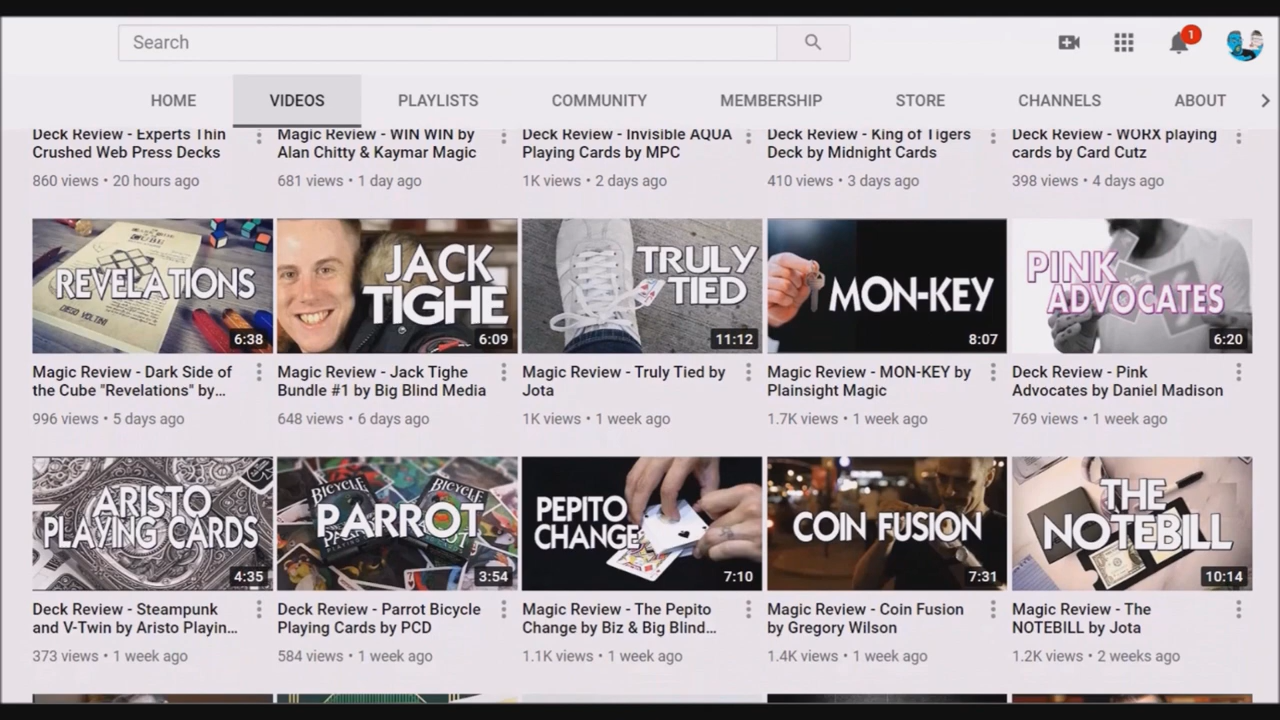 Search
1
HOME VIDEOS PLAYLISTS COMMUNITY MEMBERSHIP STORE CHANNELS ABOUT
Deck Review - Experts Thin
Crushed Web Press Decks
860 views • 20 hours ago
Magic Review - WIN WIN by
Alan Chitty & Kaymar Magic
681 views • 1 day ago
Deck Review - Invisible AQUA
Playing Cards by MPC
1K views • 2 days ago
Deck Review - King of Tigers
Deck by Midnight Cards
410 views • 3 days ago
Deck Review - WORX playing
cards by Card Cutz
398 views • 4 days ago
REVELATIONS
DIEGO VOLTINI
6:38
Magic Review - Dark Side of
the Cube "Revelations" by...
996 views • 5 days ago
JACK
TIGHE
6:09
Magic Review - Jack Tighe
Bundle #1 by Big Blind Media
648 views • 6 days ago
TRULY
TIED
11:12
Magic Review - Truly Tied by
Jota
1K views • 1 week ago
MON-KEY
8:07
Magic Review - MON-KEY by
Plainsight Magic
1.7K views • 1 week ago
PINK
ADVOCATES
6:20
Deck Review - Pink
Advocates by Daniel Madison
769 views • 1 week ago
ARISTO
PLAYING CARDS
4:35
Deck Review - Steampunk
and V-Twin by Aristo Playin...
373 views • 1 week ago
BICYCLE
BICYCLE
PARROT
3:54
Deck Review - Parrot Bicycle
Playing Cards by PCD
584 views • 1 week ago
PEPITO
CHANGE
7:10
Magic Review - The Pepito
Change by Biz & Big Blind...
1.1K views • 1 week ago
COIN FUSION
7:31
Magic Review - Coin Fusion
by Gregory Wilson
1.4K views • 1 week ago
THE
NOTEBILL
10:14
Magic Review - The
NOTEBILL by Jota
1.2K views • 2 weeks ago